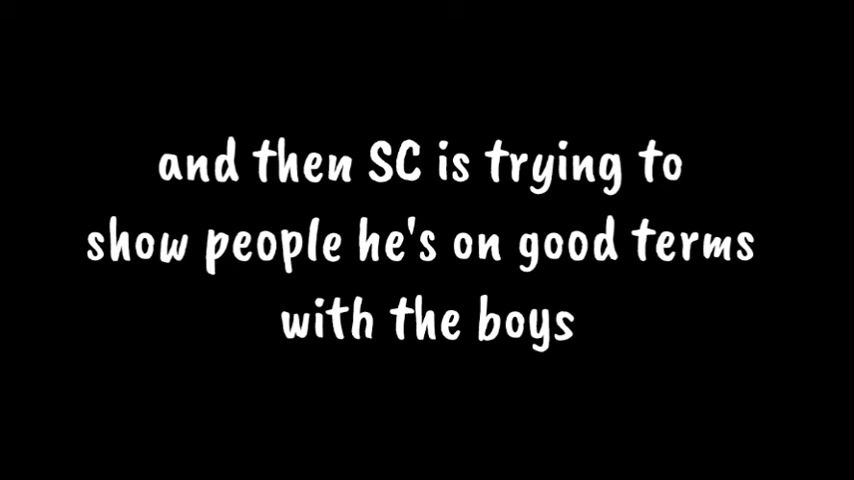 and then SC is trying to
show people he's on good terms
with the boys